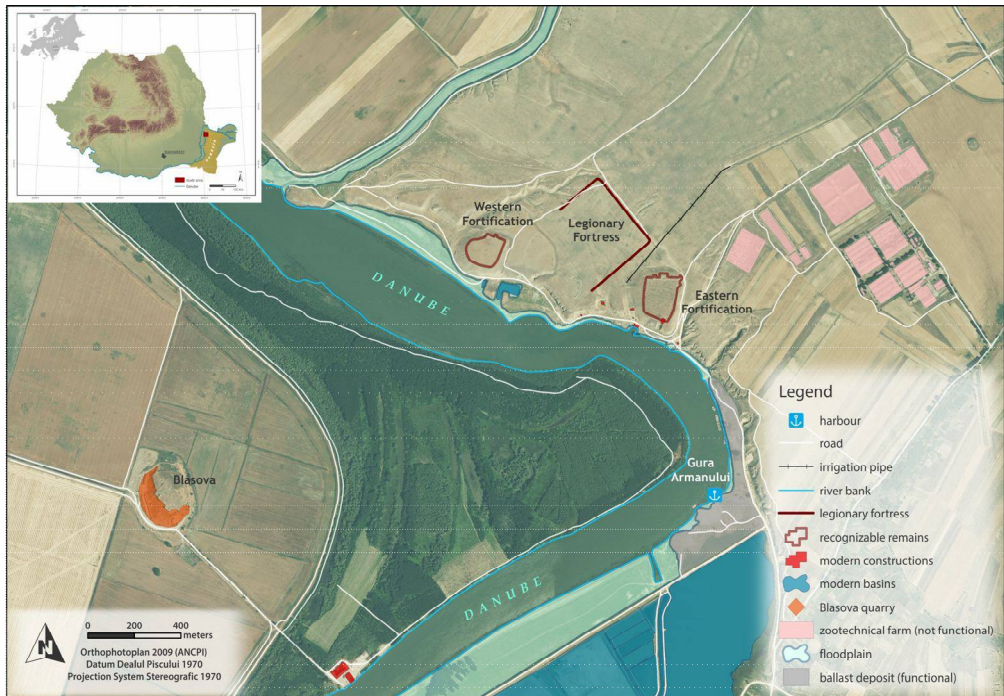 Western
Fortification
Legionary
Fortress
Eastern
Fortification
DANUBE
Blasova
Gura
Armanului
DANUBE
Legend
harbour
road
irrigation pipe
river bank
legionary fortress
recognizable remains
modern constructions
modern basins
Blasova quarry
zootechnical farm (not functional)
floodplain
ballast deposit (functional)
N
0 200 400
meters
Orthophotoplan 2009 (ANCPI)
Datum Dealul Piscului 1970
Projection System Stereografic 1970